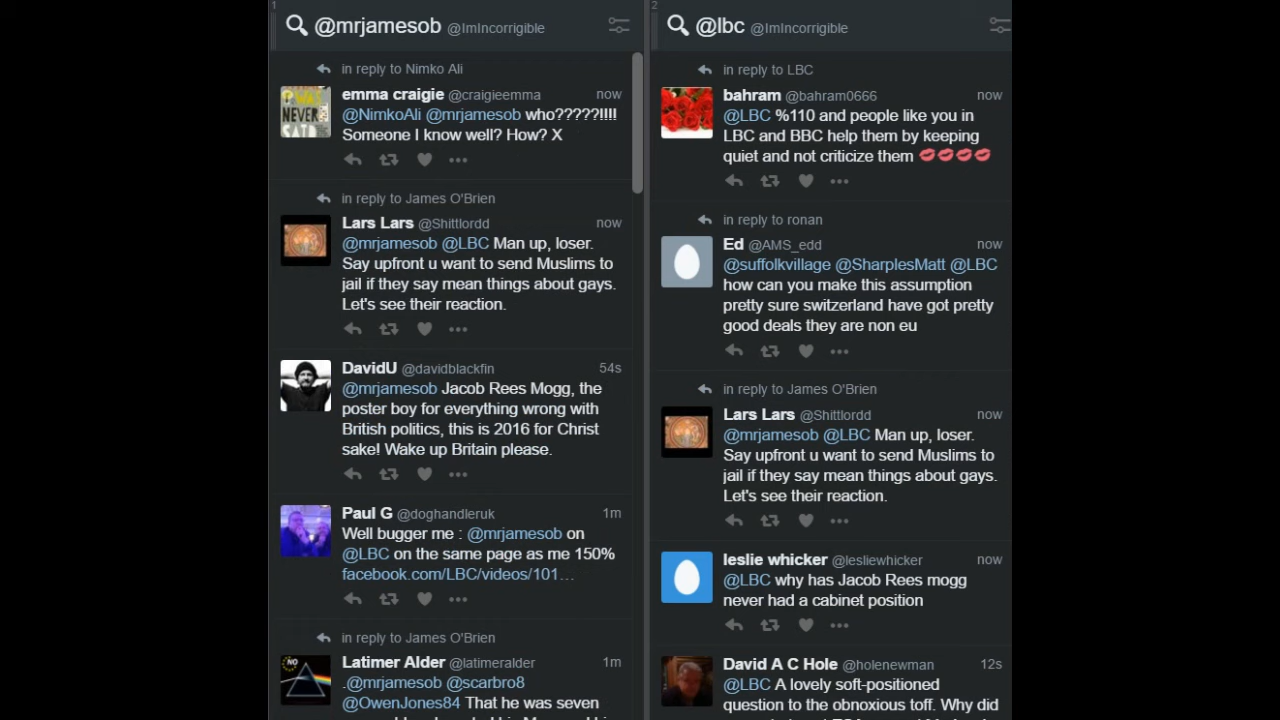 1
@mrjamesob @ImIncorrigible
in reply to Nimko Ali
emma craigie @craigieemma now
@NimkoAli @mrjamesob who?????!!!!
Someone I know well? How? X
in reply to James O'Brien
Lars Lars @Shittlordd now
@mrjamesob @LBC Man up, loser.
Say upfront u want to send Muslims to
jail if they say mean things about gays.
Let's see their reaction.
DavidU @davidblackfin 54s
@mrjamesob Jacob Rees Mogg, the
poster boy for everything wrong with
British politics, this is 2016 for Christ
sake! Wake up Britain please.
Paul G @doghandleruk 1m
Well bugger me : @mrjamesob on
@LBC on the same page as me 150%
facebook.com/LBC/videos/101…
in reply to James O'Brien
NO
Latimer Alder @latimeralder 1m
.@mrjamesob @scarbro8
@OwenJones84 That he was seven
2
@lbc @ImIncorrigible
in reply to LBC
bahram @bahram0666 now
@LBC %110 and people like you in
LBC and BBC help them by keeping
quiet and not criticize them 💋💋💋💋
in reply to ronan
Ed @AMS_edd now
@suffolkvillage @SharplesMatt @LBC
how can you make this assumption
pretty sure switzerland have got pretty
good deals they are non eu
in reply to James O'Brien
Lars Lars @Shittlordd now
@mrjamesob @LBC Man up, loser.
Say upfront u want to send Muslims to
jail if they say mean things about gays.
Let's see their reaction.
leslie whicker @lesliewhicker now
@LBC why has Jacob Rees mogg
never had a cabinet position
David A C Hole @holenewman 12s
@LBC A lovely soft-positioned
question to the obnoxious toff. Why did